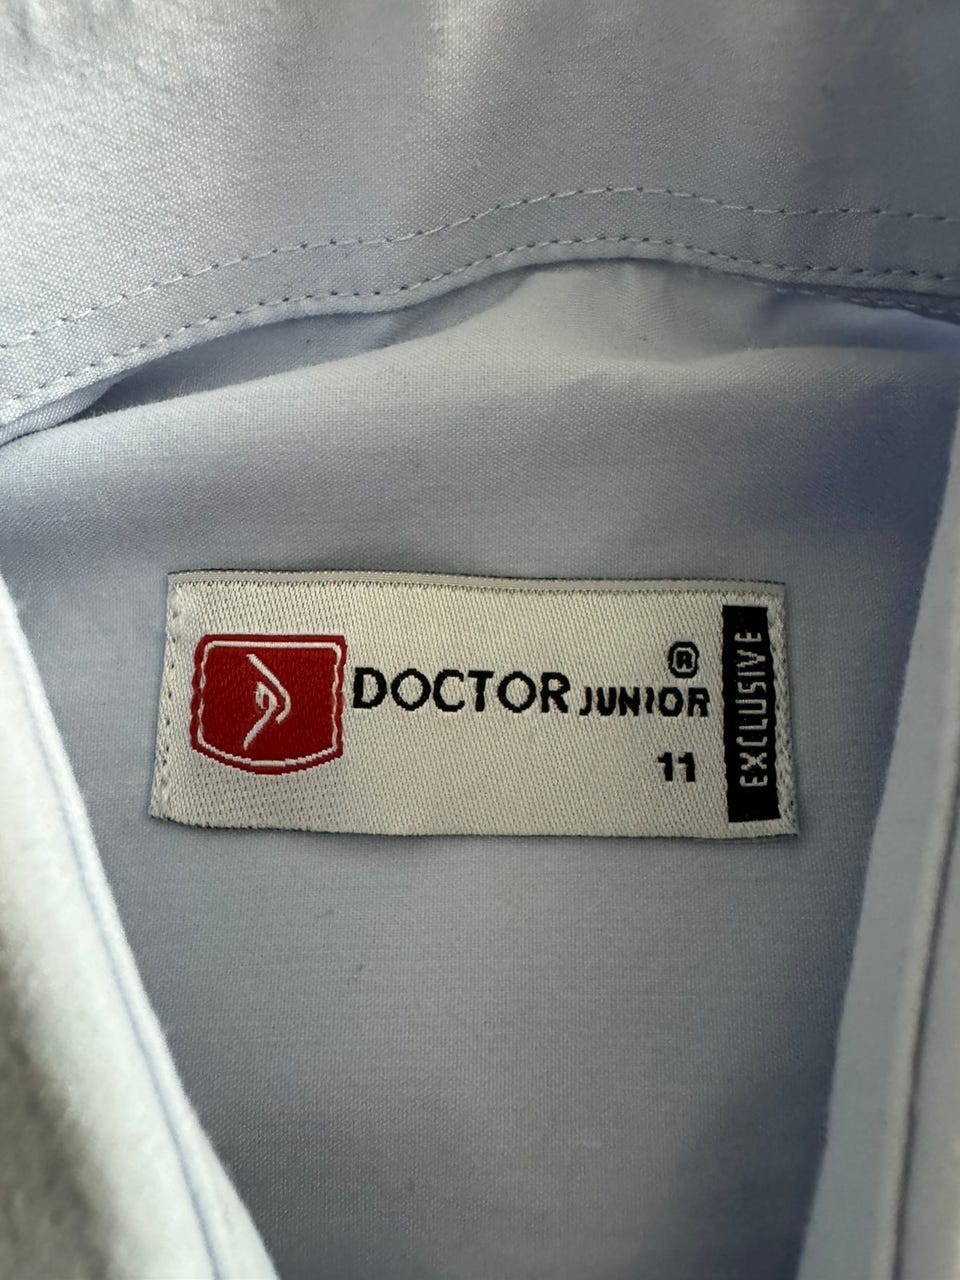 DOCTOR JUNIOR ®
11
EXCLUSIVE